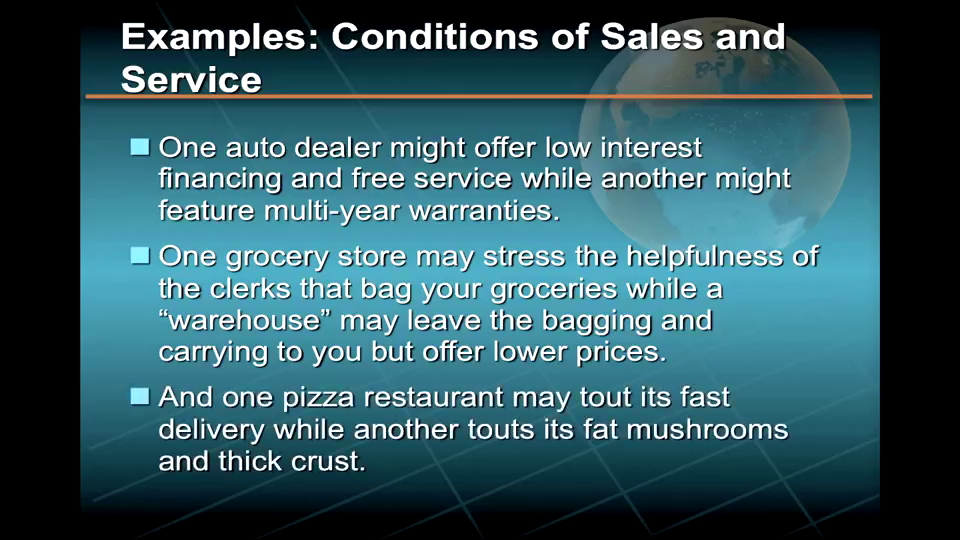 Examples: Conditions of Sales and
Service
One auto dealer might offer low interest
financing and free service while another might
feature multi-year warranties.
One grocery store may stress the helpfulness of
the clerks that bag your groceries while a
“warehouse” may leave the bagging and
carrying to you but offer lower prices.
And one pizza restaurant may tout its fast
delivery while another touts its fat mushrooms
and thick crust.